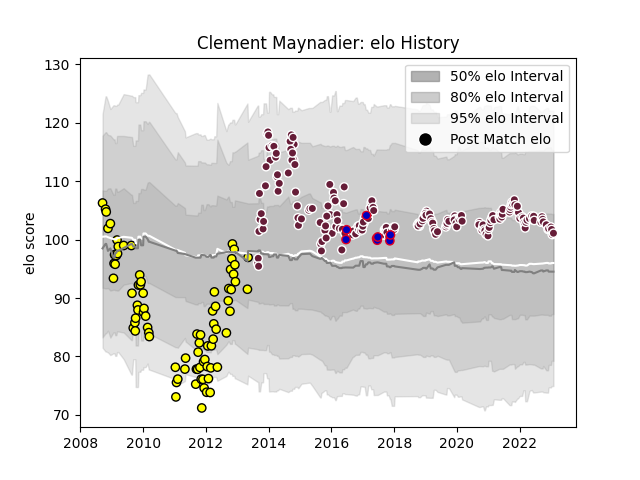 Clement Maynadier: elo History
130
120
110
100
90
80
70
elo score
50% elo Interval
80% elo Interval
95% elo Interval
Post Match elo
2008
2010
2012
2014
2016
2018
2020
2022